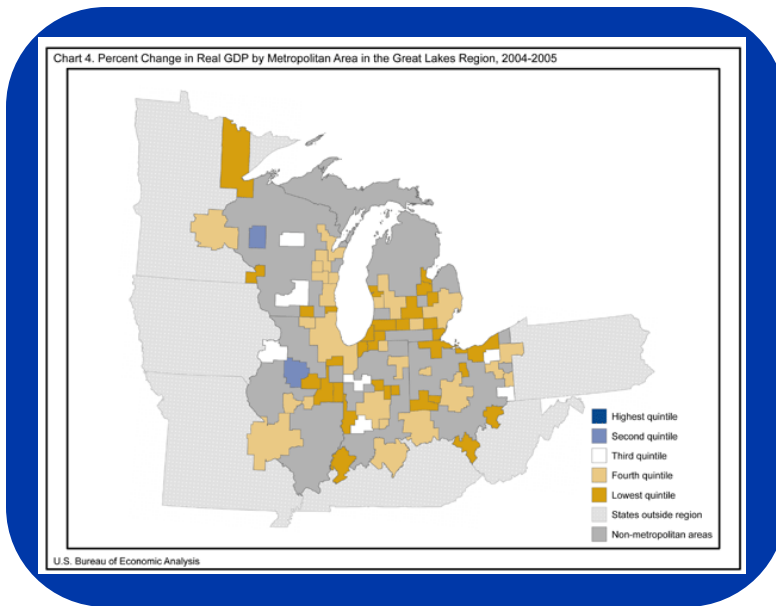 Chart 4. Percent Change in Real GDP by Metropolitan Area in the Great Lakes Region, 2004-2005
Highest quintile
Second quintile
Third quintile
Fourth quintile
Lowest quintile
States outside region
Non-metropolitan areas
U.S. Bureau of Economic Analysis